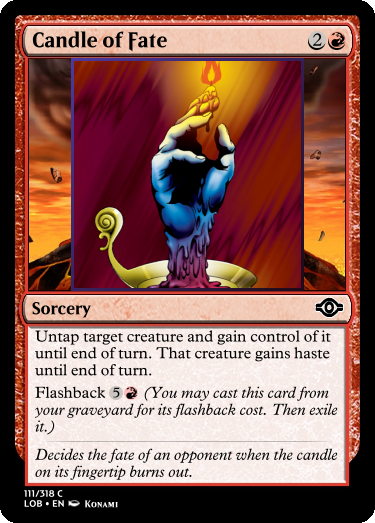 Candle of Fate 2
Sorcery
Untap target creature and gain control of it
until end of turn. That creature gains haste
until end of turn.
Flashback 5 (You may cast this card from
your graveyard for its flashback cost. Then exile
it.)
Decides the fate of an opponent when the candle
on its fingertip burns out.
111/318 C
LOB • EN Konami